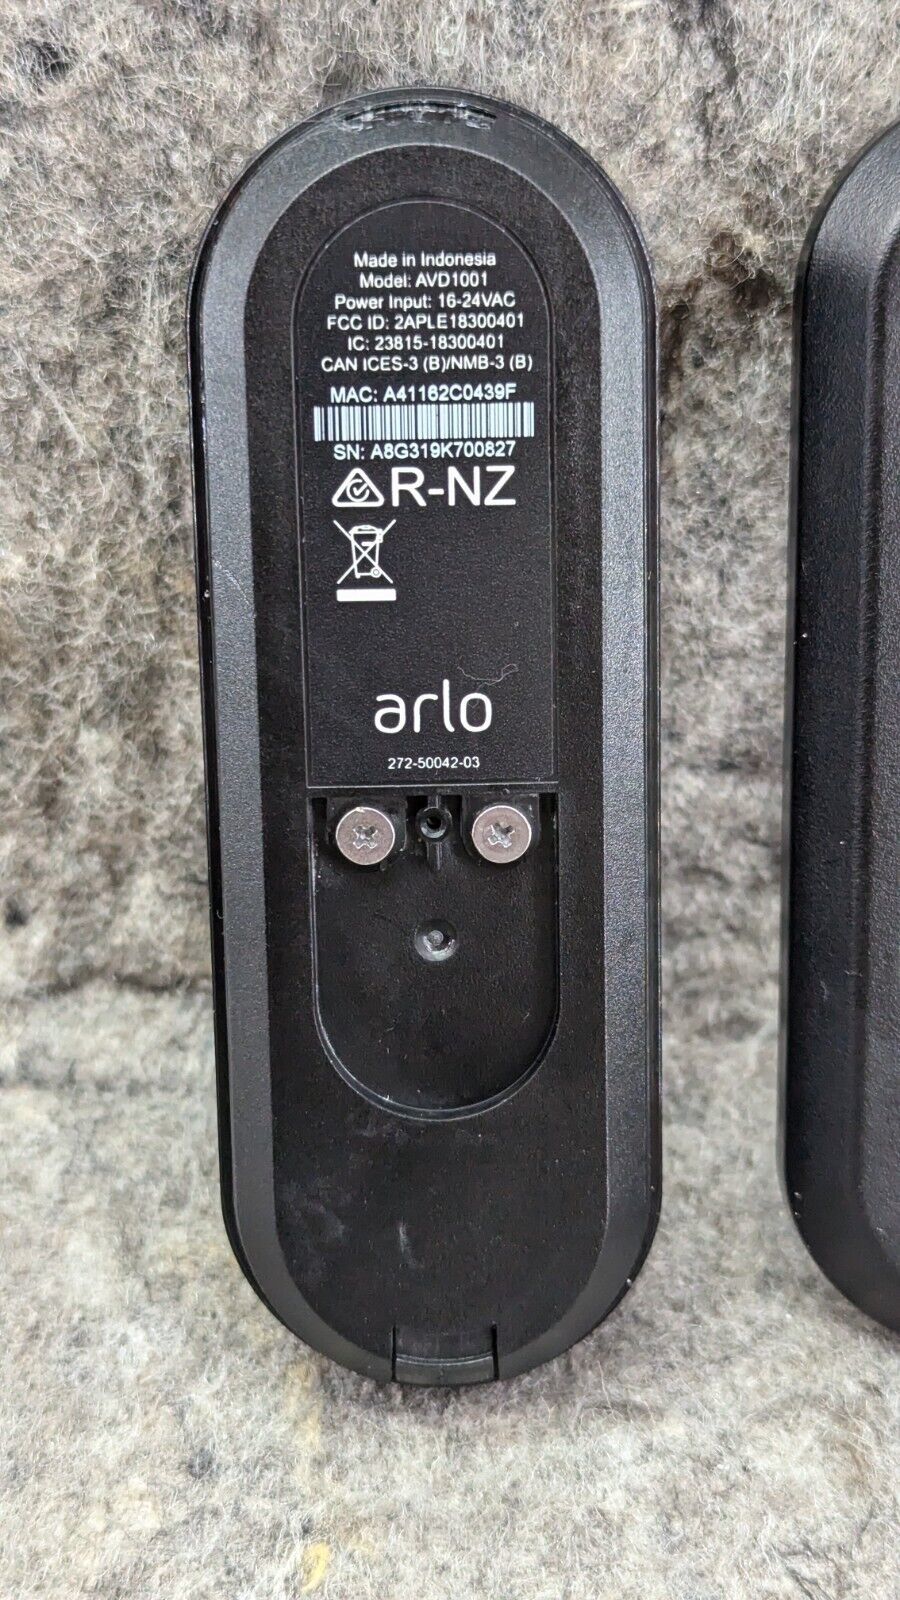 Made in Indonesia
Model: AVD1001
Power Input: 16-24VAC
FCC ID: 2APLE18300401
IC: 23815-18300401
CAN ICES-3 (B)/NMB-3 (B)
MAC: A41162C0439F
SN: A8G319K700827
R-NZ
arlo
272-50042-03